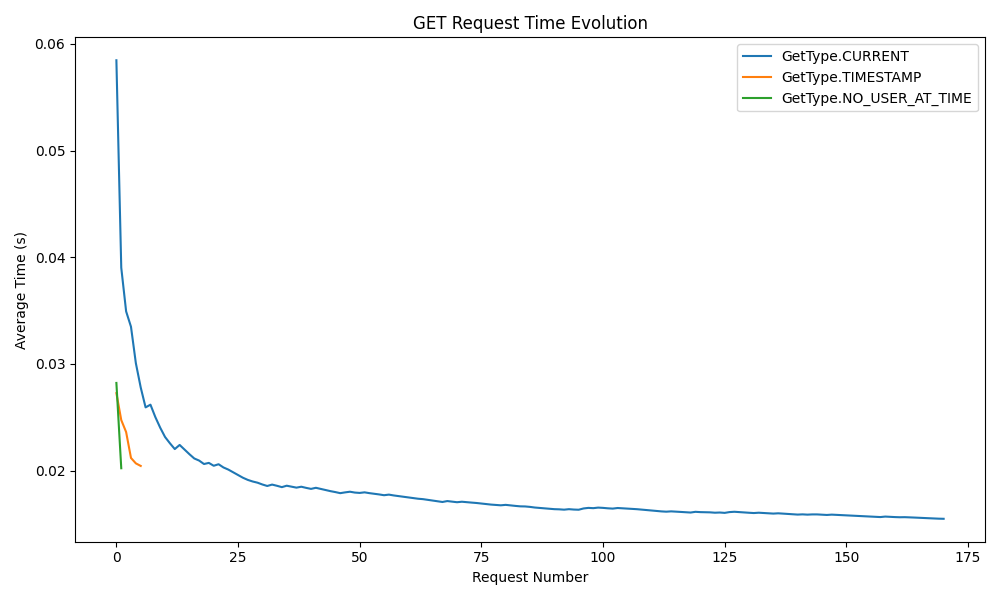 GET Request Time Evolution
GetType.CURRENT
GetType.TIMESTAMP
GetType.NO_USER_AT_TIME
Average Time (s)
0.06
0.05
0.04
0.03
0.02
0 25 50 75 100 125 150 175
Request Number